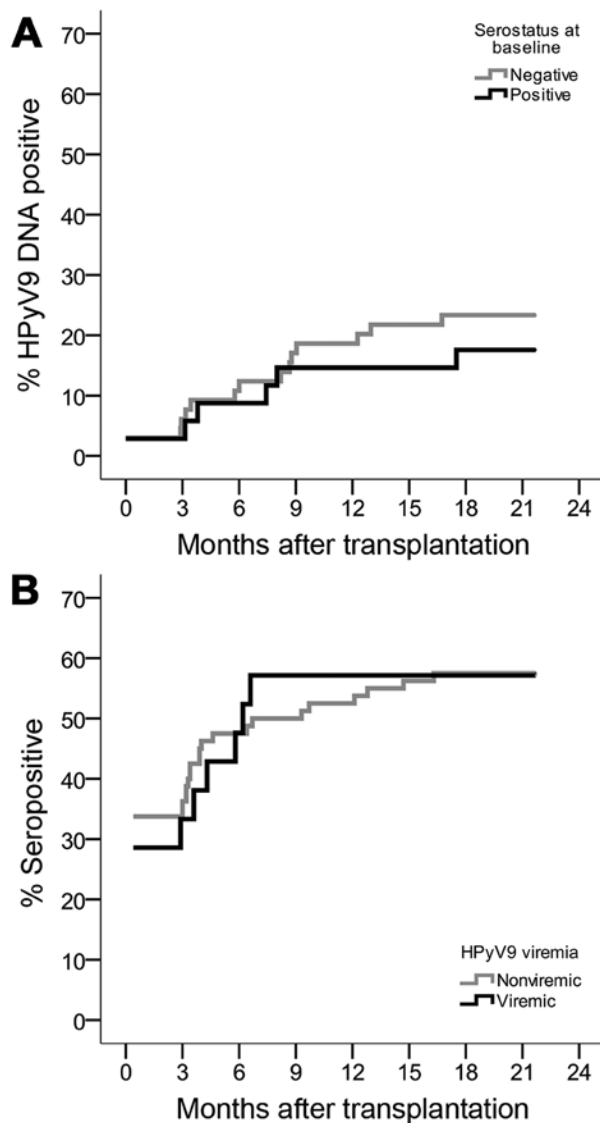 A
Serostatus at
baseline
Negative
Positive
% HPyV9 DNA positive
70
60
50
40
30
20
10
0
0 3 6 9 12 15 18 21 24
Months after transplantation
B
% Seropositive
70
60
50
40
30
20
10
0
HPyV9 viremia
Nonviremic
Viremic
0 3 6 9 12 15 18 21 24
Months after transplantation